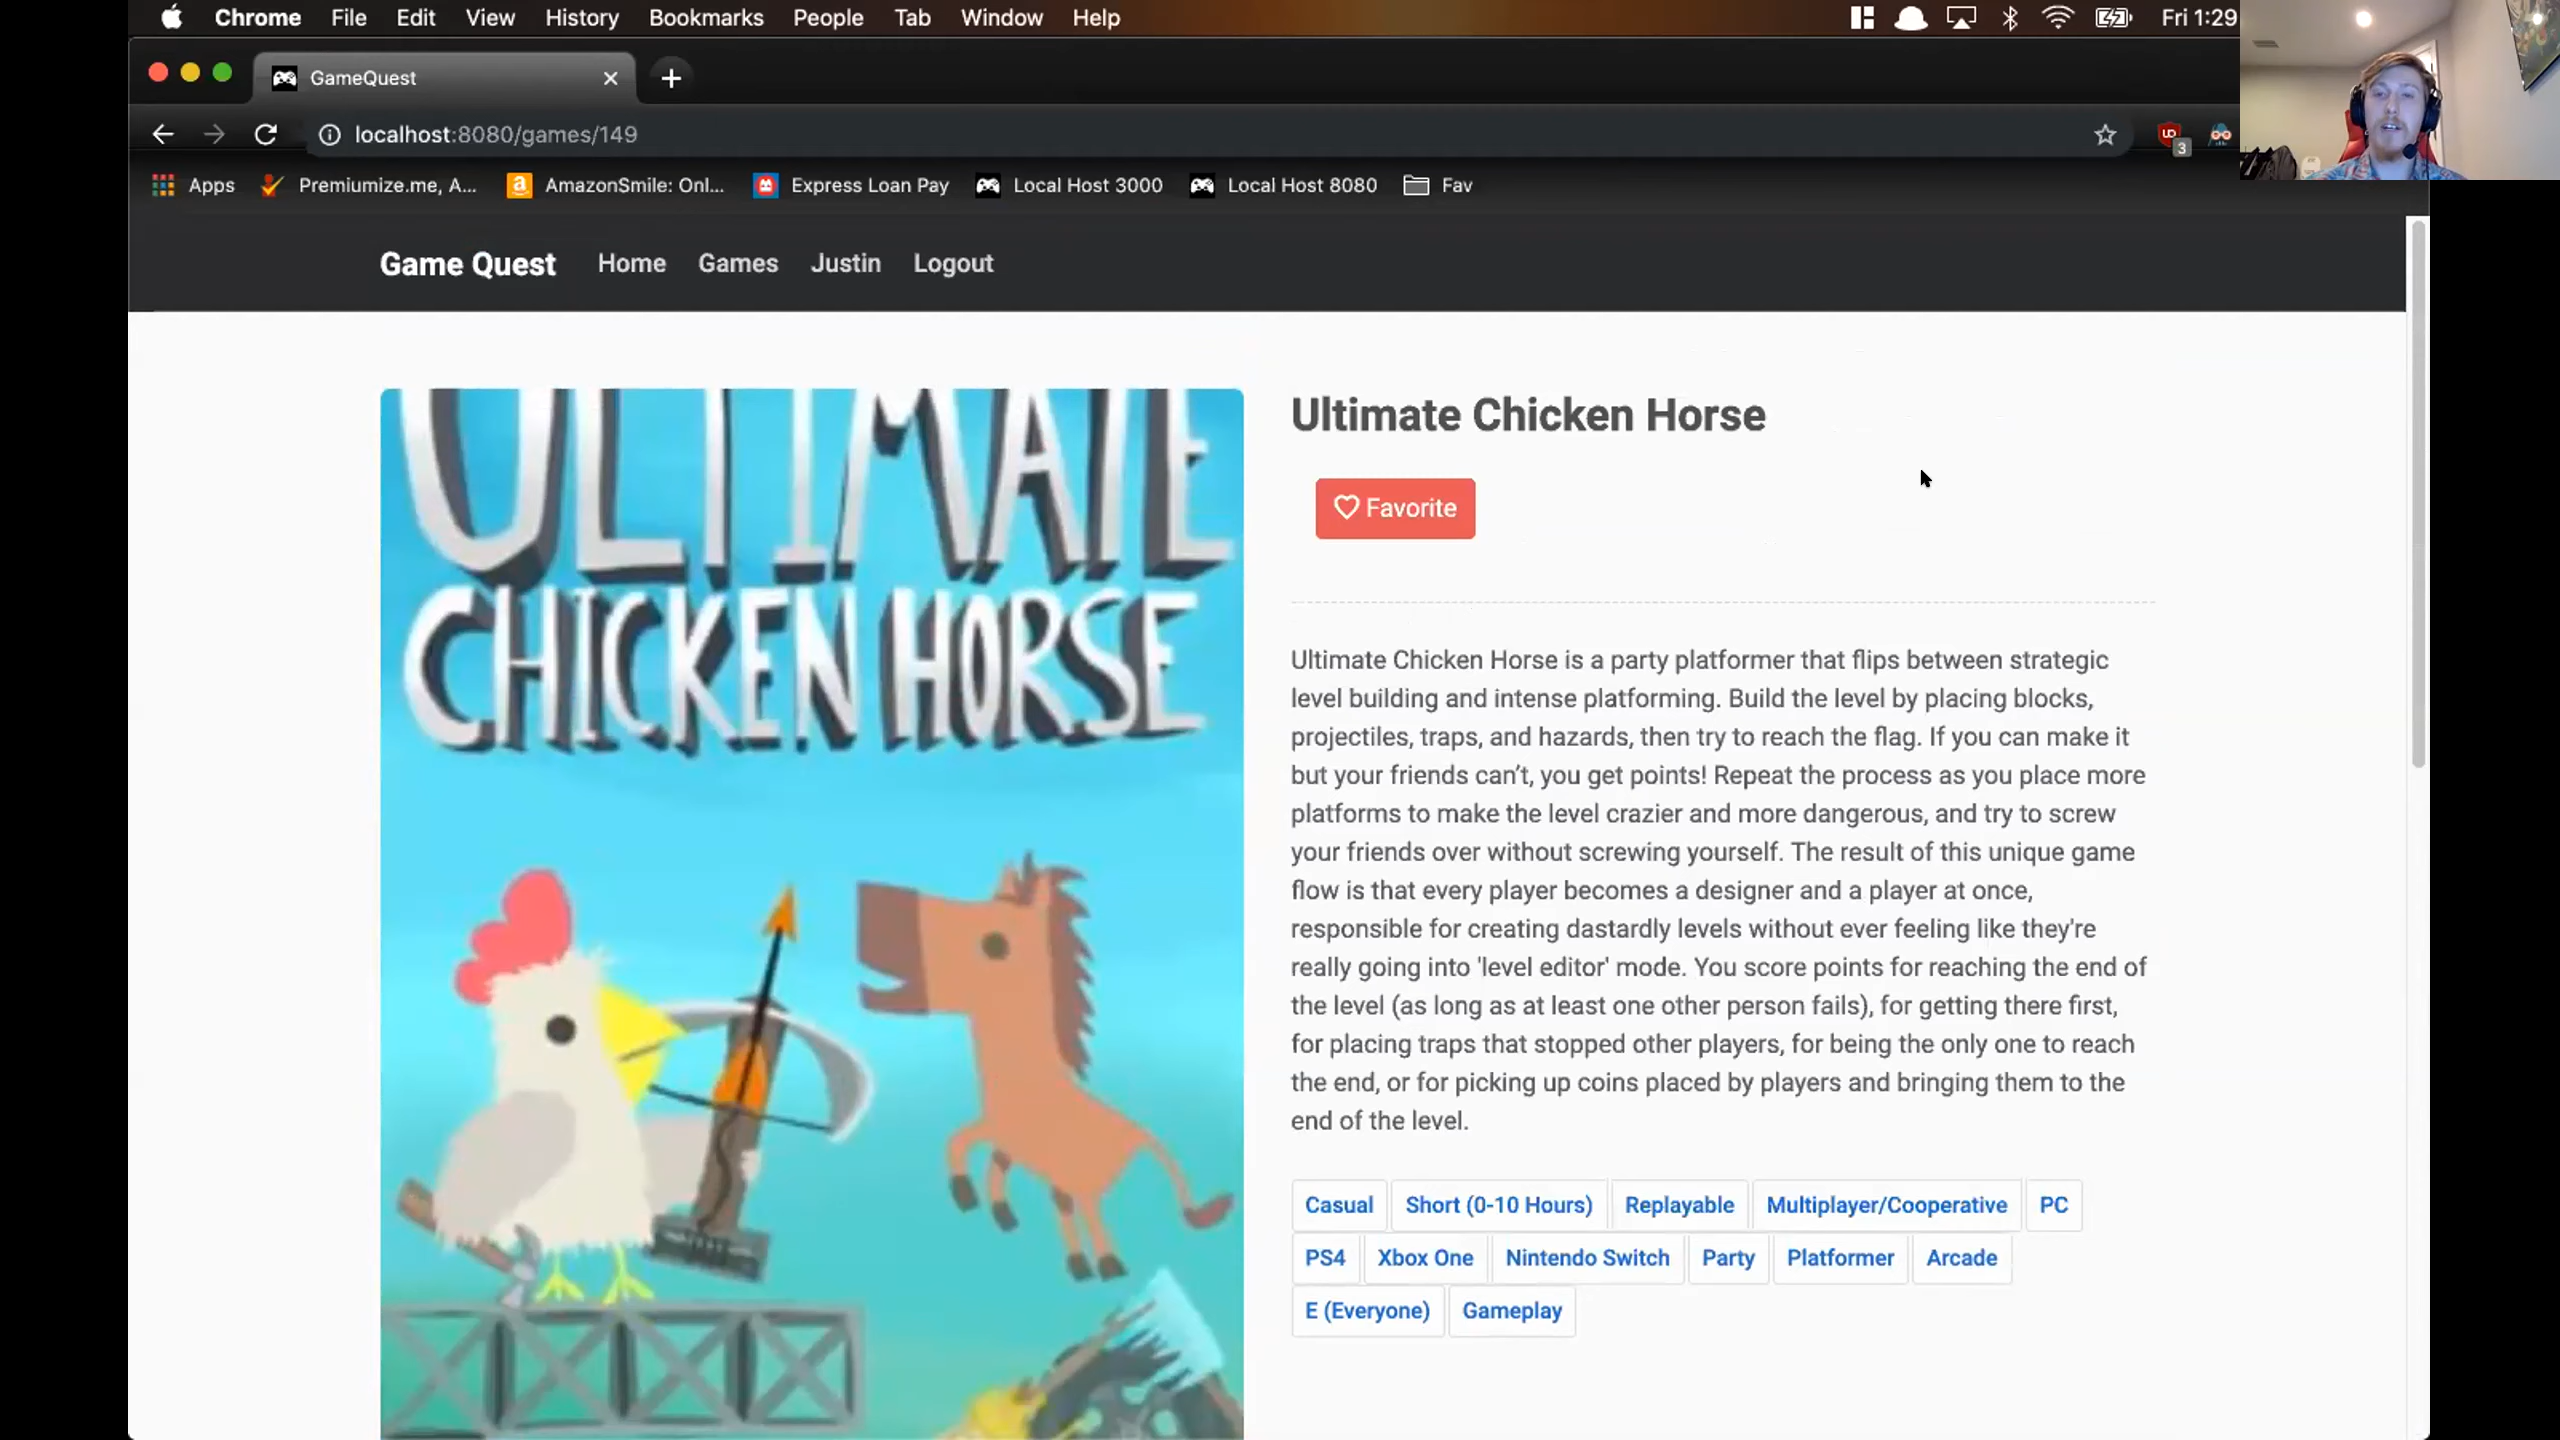 Chrome File Edit View History Bookmarks People Tab Window Help Fri 1:29
GameQuest
localhost:8080/games/149
3
Apps Premiumize.me, A... AmazonSmile: Onl... Express Loan Pay Local Host 3000 Local Host 8080 Fav
Game Quest Home Games Justin Logout
ULTIMATE
CHICKEN HORSE
Ultimate Chicken Horse
Favorite
Ultimate Chicken Horse is a party platformer that flips between strategic
level building and intense platforming. Build the level by placing blocks,
projectiles, traps, and hazards, then try to reach the flag. If you can make it
but your friends can’t, you get points! Repeat the process as you place more
platforms to make the level crazier and more dangerous, and try to screw
your friends over without screwing yourself. The result of this unique game
flow is that every player becomes a designer and a player at once,
responsible for creating dastardly levels without ever feeling like they're
really going into 'level editor' mode. You score points for reaching the end of
the level (as long as at least one other person fails), for getting there first,
for placing traps that stopped other players, for being the only one to reach
the end, or for picking up coins placed by players and bringing them to the
end of the level.
Casual Short (0-10 Hours) Replayable Multiplayer/Cooperative PC
PS4 Xbox One Nintendo Switch Party Platformer Arcade
E (Everyone) Gameplay